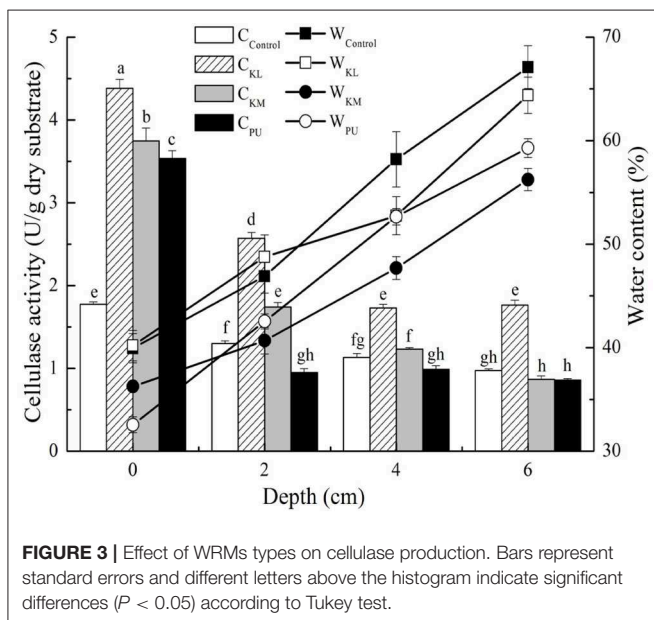 5
4
3
2
1
0
Cellulase activity (U/g dry substrate)
C_Control
C_KL
C_KM
C_PU
W_Control
W_KL
W_KM
W_PU
70
60
50
40
30
Water content (%)
e
a
b
c
f
d
e
gh
fg
e
f
gh
gh
e
h
h
0 2 4 6
Depth (cm)
FIGURE 3 | Effect of WRMs types on cellulase production. Bars represent
standard errors and different letters above the histogram indicate significant
differences (P < 0.05) according to Tukey test.